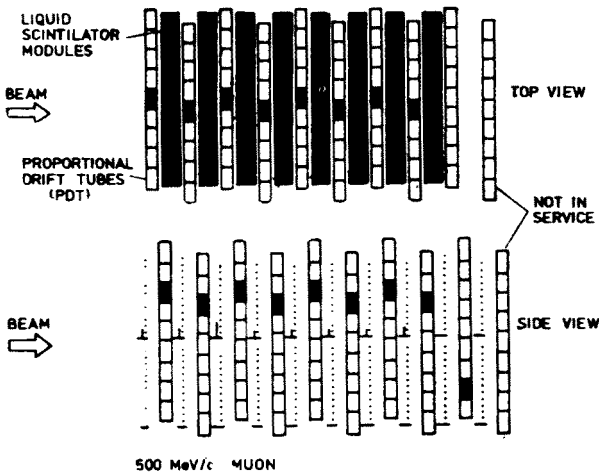 LIQUID
SCINTILATOR
MODULES
BEAM
TOP VIEW
PROPORTIONAL
DRIFT TUBES
(PDT)
NOT IN
SERVICE
BEAM
SIDE VIEW
500 MeV/c MUON